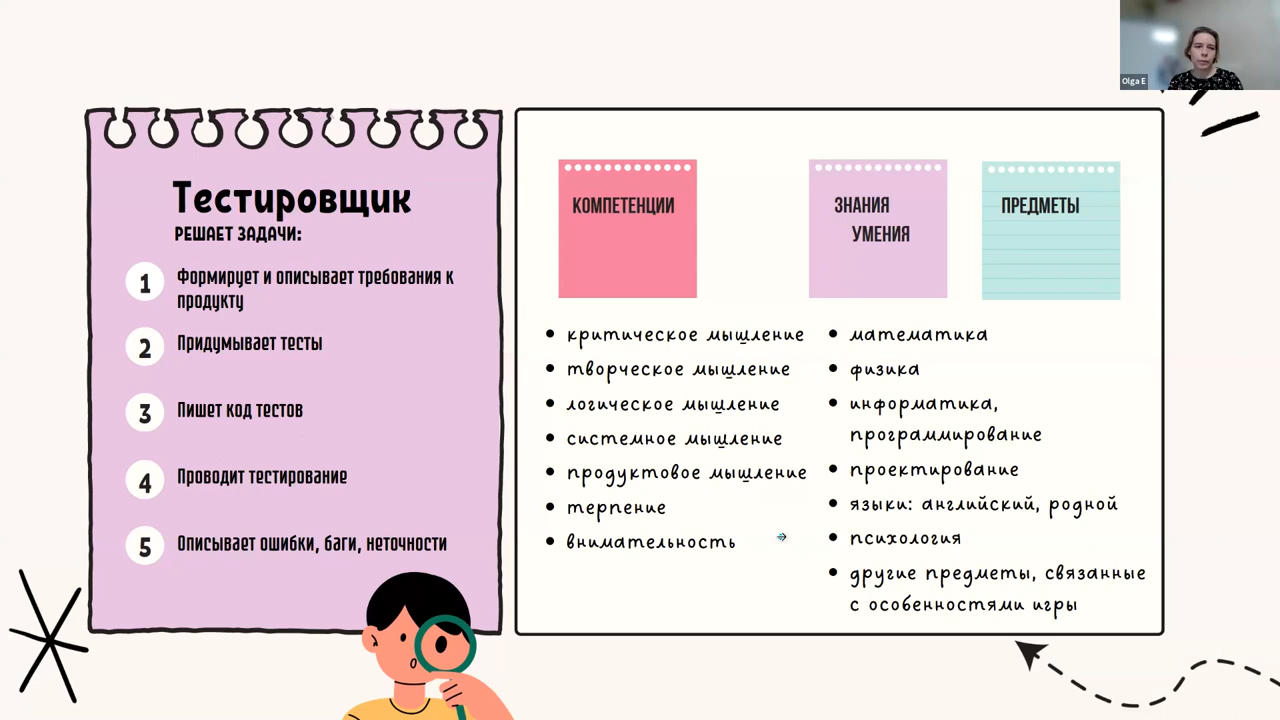 Olga E
Тестировщик
РЕШАЕТ ЗАДАЧИ:
1
Формирует и описывает требования к
продукту
2
Придумывает тесты
3
Пишет код тестов
4
Проводит тестирование
5
Описывает ошибки, баги, неточности
КОМПЕТЕНЦИИ
• критическое мышление
• творческое мышление
• логическое мышление
• системное мышление
• продуктовое мышление
• терпение
• внимательность
ЗНАНИЯ
УМЕНИЯ
ПРЕДМЕТЫ
• математика
• физика
• информатика,
программирование
• проектирование
• языки: английский, родной
• психология
• другие предметы, связанные
с особенностями игры